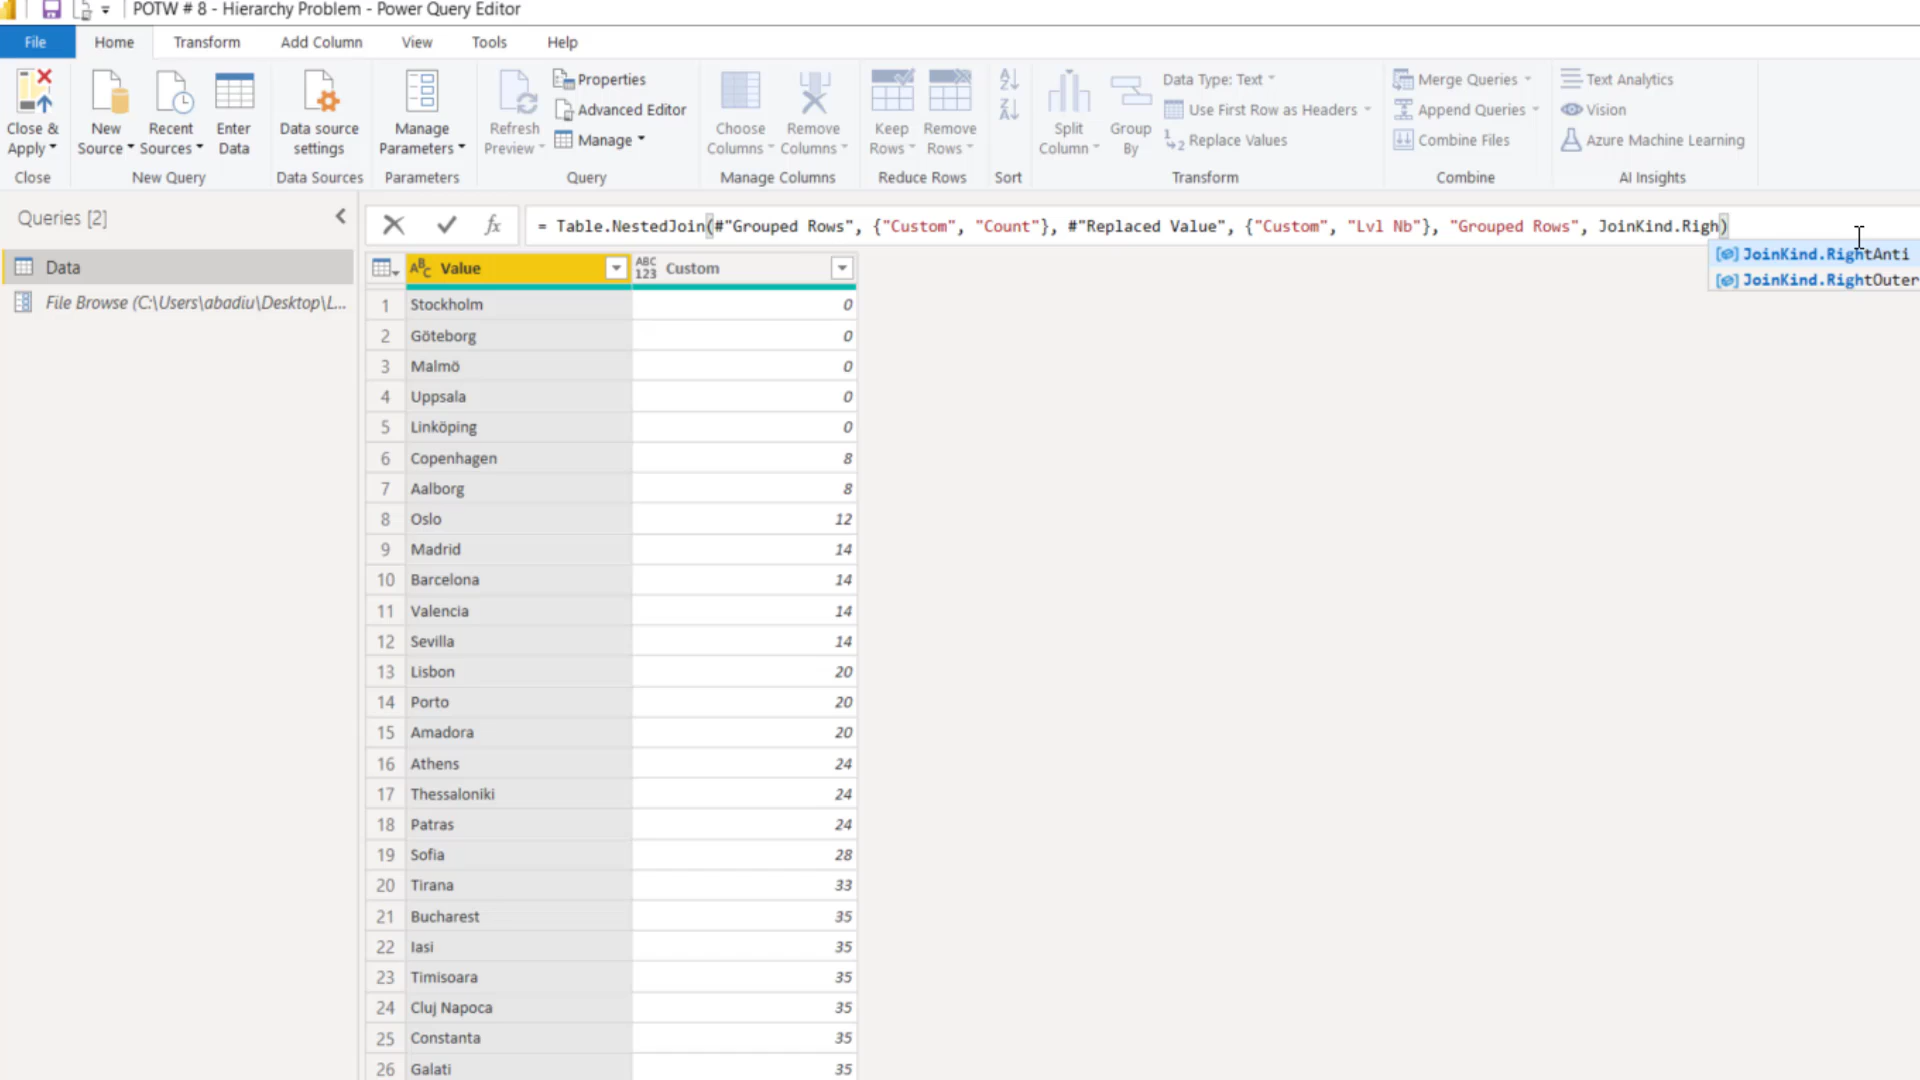 POTW # 8 - Hierarchy Problem - Power Query Editor
File Home Transform Add Column View Tools Help
Close & Apply
New Source
Recent Sources
Enter Data
Data source settings
Manage Parameters
Refresh Preview
Properties
Advanced Editor
Manage
Choose Columns
Remove Columns
Keep Rows
Remove Rows
Split Column
Group By
Data Type: Text
Use First Row as Headers
Replace Values
Merge Queries
Append Queries
Combine Files
Text Analytics
Vision
Azure Machine Learning
Close New Query Data Sources Parameters Query Manage Columns Reduce Rows Sort Transform Combine AI Insights
Queries [2]
= Table.NestedJoin(#"Grouped Rows", {"Custom", "Count"}, #"Replaced Value", {"Custom", "Lvl Nb"}, "Grouped Rows", JoinKind.Righ)
JoinKind.RightAnti
JoinKind.RightOuter
Data
File Browse (C:\Users\abadiu\Desktop\L...
ABC Value ABC 123 Custom
1 Stockholm 0
2 Göteborg 0
3 Malmö 0
4 Uppsala 0
5 Linköping 0
6 Copenhagen 8
7 Aalborg 8
8 Oslo 12
9 Madrid 14
10 Barcelona 14
11 Valencia 14
12 Sevilla 14
13 Lisbon 20
14 Porto 20
15 Amadora 20
16 Athens 24
17 Thessaloniki 24
18 Patras 24
19 Sofia 28
20 Tirana 33
21 Bucharest 35
22 Iasi 35
23 Timisoara 35
24 Cluj Napoca 35
25 Constanta 35
26 Galati 35